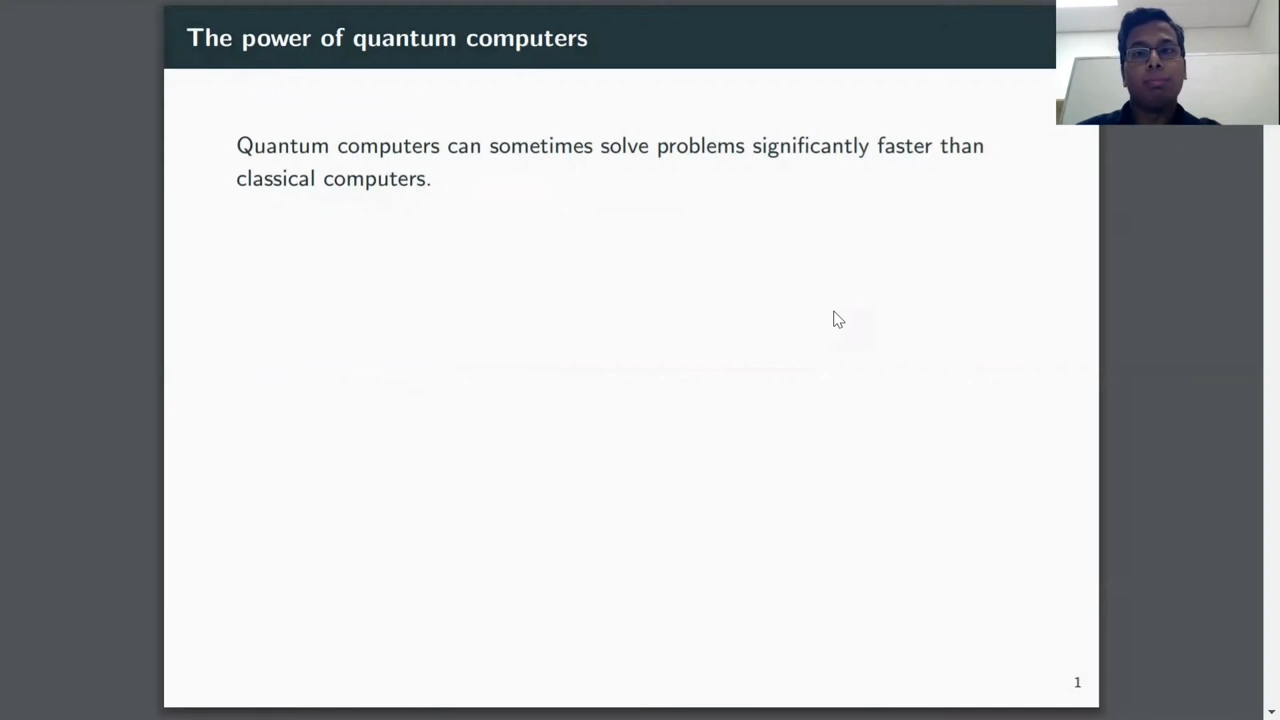 The power of quantum computers
Quantum computers can sometimes solve problems significantly faster than
classical computers.
1